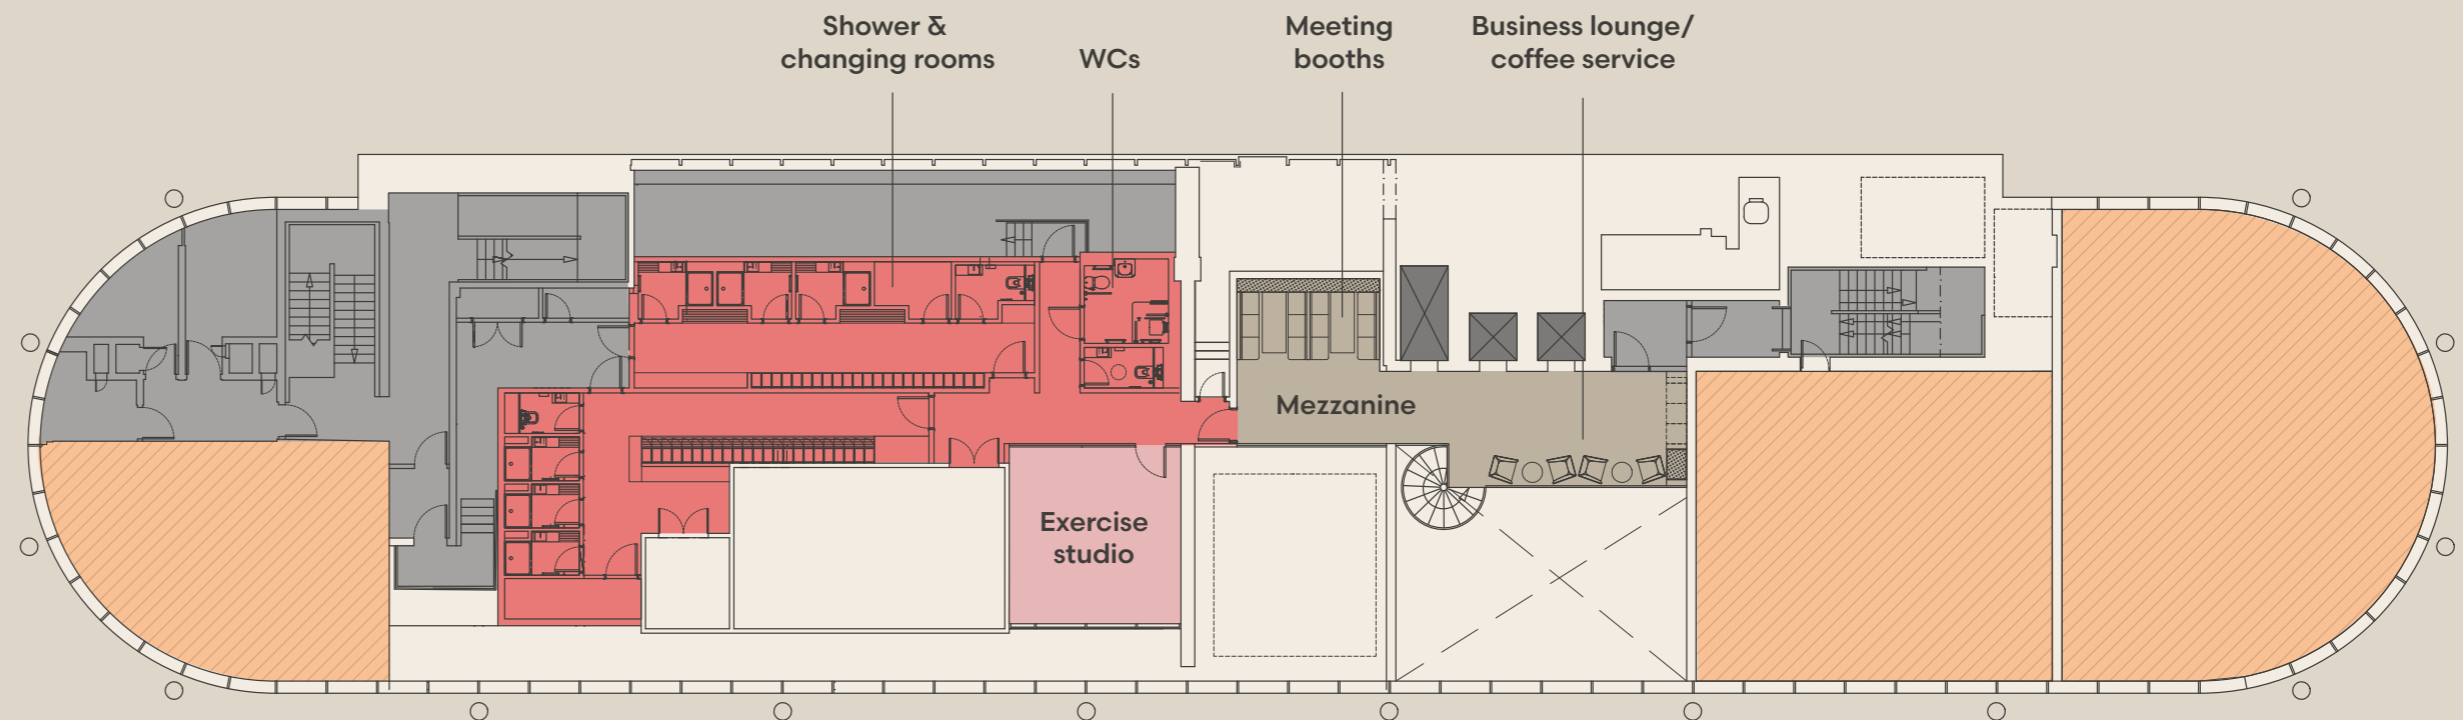 Shower &
changing rooms
WCs
Meeting
booths
Business lounge/
coffee service
Mezzanine
Exercise
studio